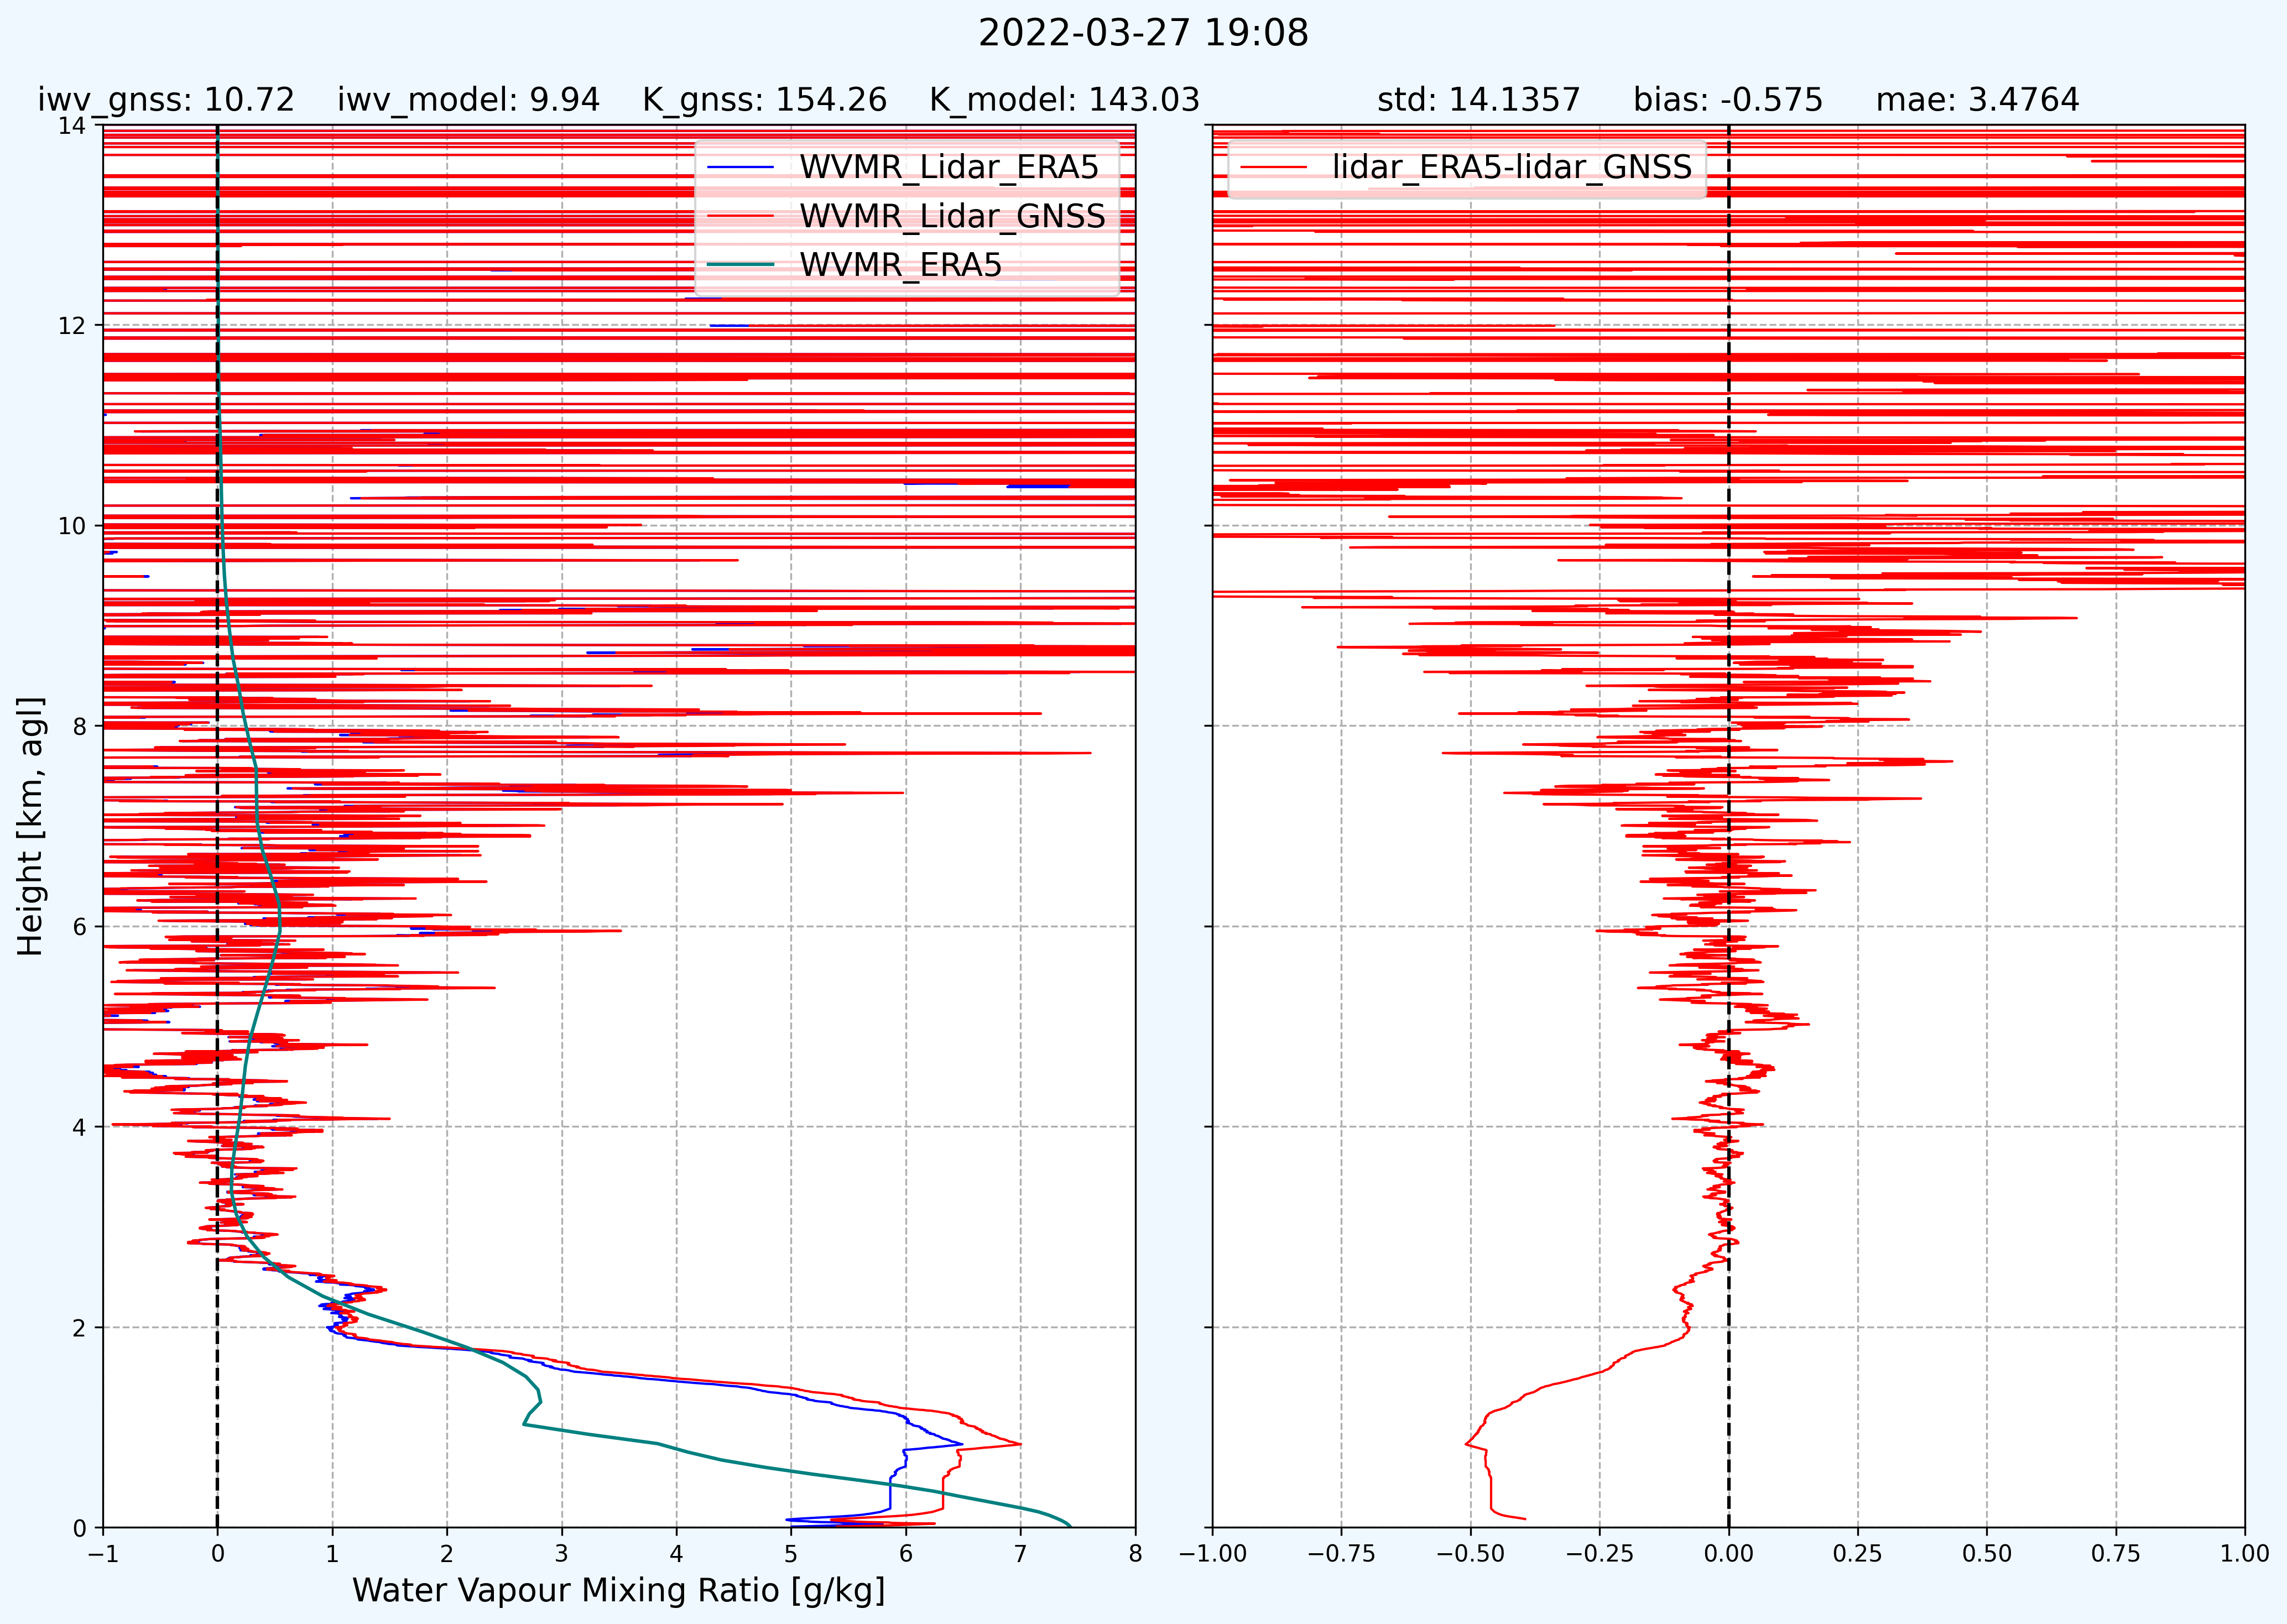 2022-03-27 19:08
iwv_gnss: 10.72 iwv_model: 9.94 K_gnss: 154.26 K_model: 143.03
std: 14.1357 bias: -0.575 mae: 3.4764
WVMR_Lidar_ERA5
WVMR_Lidar_GNSS
WVMR_ERA5
lidar_ERA5-lidar_GNSS
Height [km, agl]
14
12
10
8
6
4
2
0
−1 0 1 2 3 4 5 6 7 8
Water Vapour Mixing Ratio [g/kg]
−1.00 −0.75 −0.50 −0.25 0.00 0.25 0.50 0.75 1.00